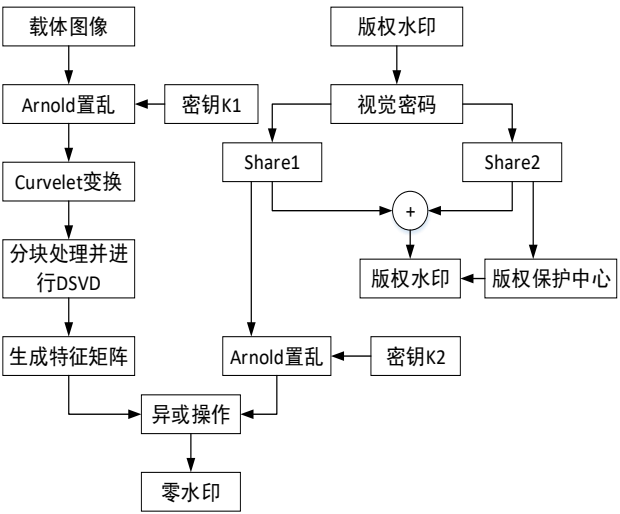 载体图像
版权水印
Arnold置乱
密钥K1
视觉密码
Share1
Share2
Curvelet变换
+
分块处理并进
行DSVD
版权水印
版权保护中心
生成特征矩阵
Arnold置乱
密钥K2
异或操作
零水印